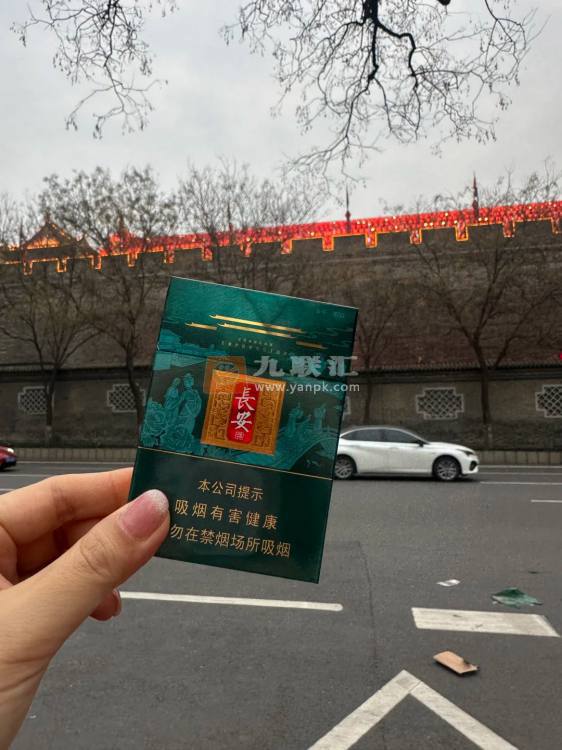 九联汇
www.yanpk.com
長安
本公司提示
吸烟有害健康
勿在禁烟场所吸烟